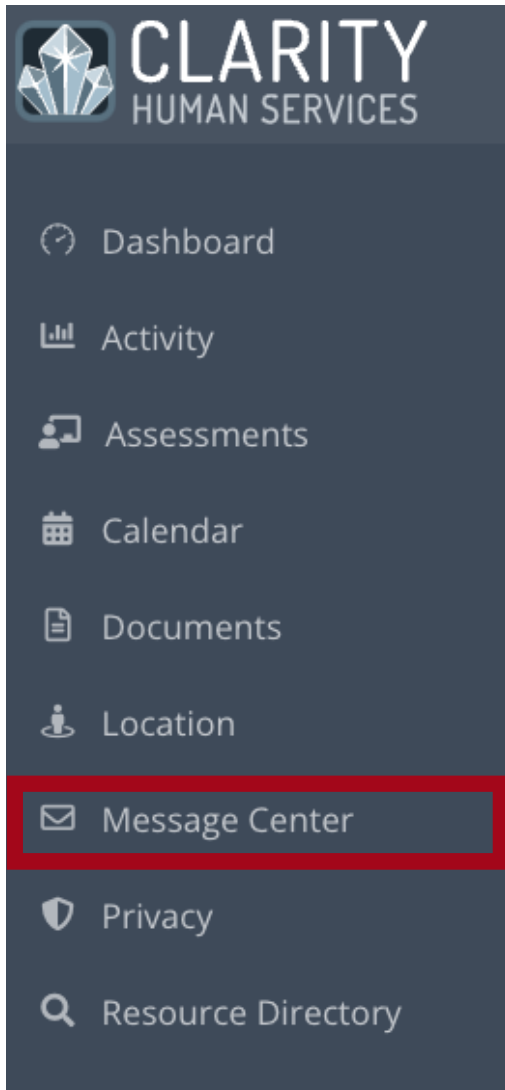 CLARITY
HUMAN SERVICES
Dashboard
Activity
Assessments
Calendar
Documents
Location
Message Center
Privacy
Resource Directory